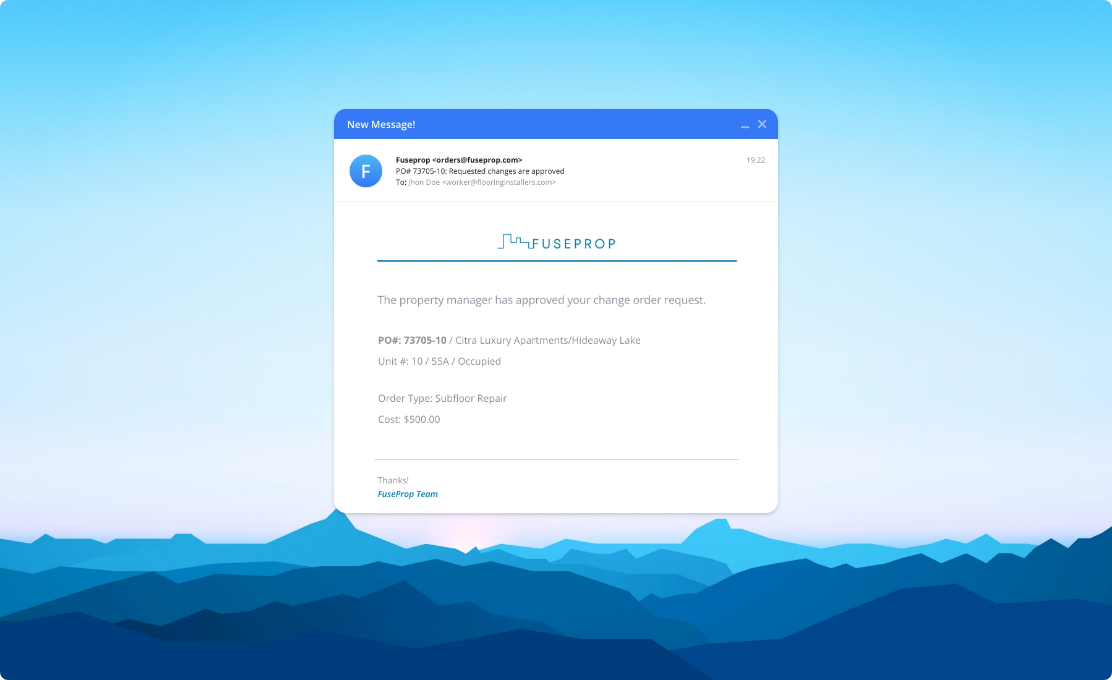 New Message!
F
Fuseprop <orders@fuseprop.com>
19:22
PO# 73705-10: Requested changes are approved
To: Jhon Doe <worker@flooringinstallers.com>
FUSEPROP
The property manager has approved your change order request.
PO#: 73705-10 / Citra Luxury Apartments/Hideaway Lake
Unit #: 10 / 55A / Occupied
Order Type: Subfloor Repair
Cost: $500.00
Thanks!
FuseProp Team